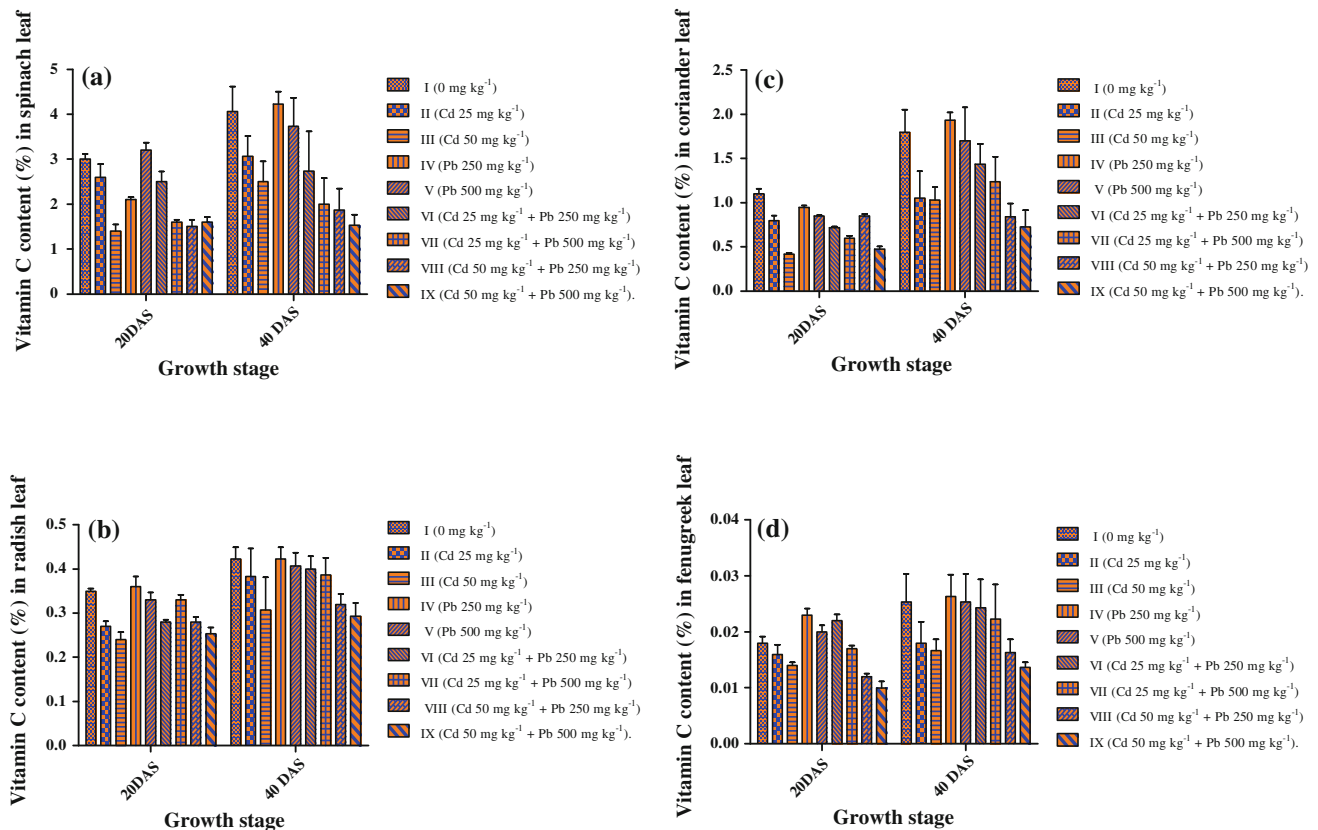 (a)
Vitamin C content (%) in spinach leaf
5
4
3
2
1
0
20DAS
40 DAS
Growth stage
I (0 mg kg⁻¹)
II (Cd 25 mg kg⁻¹)
III (Cd 50 mg kg⁻¹)
IV (Pb 250 mg kg⁻¹)
V (Pb 500 mg kg⁻¹)
VI (Cd 25 mg kg⁻¹ + Pb 250 mg kg⁻¹)
VII (Cd 25 mg kg⁻¹ + Pb 500 mg kg⁻¹)
VIII (Cd 50 mg kg⁻¹ + Pb 250 mg kg⁻¹)
IX (Cd 50 mg kg⁻¹ + Pb 500 mg kg⁻¹).
(c)
Vitamin C content (%) in coriander leaf
2.5
2.0
1.5
1.0
0.5
0.0
20DAS
40 DAS
Growth stage
I (0 mg kg⁻¹)
II (Cd 25 mg kg⁻¹)
III (Cd 50 mg kg⁻¹)
IV (Pb 250 mg kg⁻¹)
V (Pb 500 mg kg⁻¹)
VI (Cd 25 mg kg⁻¹ + Pb 250 mg kg⁻¹)
VII (Cd 25 mg kg⁻¹ + Pb 500 mg kg⁻¹)
VIII (Cd 50 mg kg⁻¹ + Pb 250 mg kg⁻¹)
IX (Cd 50 mg kg⁻¹ + Pb 500 mg kg⁻¹).
(b)
Vitamin C content (%) in radish leaf
0.5
0.4
0.3
0.2
0.1
0.0
20DAS
40 DAS
Growth stage
I (0 mg kg⁻¹)
II (Cd 25 mg kg⁻¹)
III (Cd 50 mg kg⁻¹)
IV (Pb 250 mg kg⁻¹)
V (Pb 500 mg kg⁻¹)
VI (Cd 25 mg kg⁻¹ + Pb 250 mg kg⁻¹)
VII (Cd 25 mg kg⁻¹ + Pb 500 mg kg⁻¹)
VIII (Cd 50 mg kg⁻¹ + Pb 250 mg kg⁻¹)
IX (Cd 50 mg kg⁻¹ + Pb 500 mg kg⁻¹).
(d)
Vitamin C content (%) in fenugreek leaf
0.04
0.03
0.02
0.01
0.00
20DAS
40 DAS
Growth stage
I (0 mg kg⁻¹)
II (Cd 25 mg kg⁻¹)
III (Cd 50 mg kg⁻¹)
IV (Pb 250 mg kg⁻¹)
V (Pb 500 mg kg⁻¹)
VI (Cd 25 mg kg⁻¹ + Pb 250 mg kg⁻¹)
VII (Cd 25 mg kg⁻¹ + Pb 500 mg kg⁻¹)
VIII (Cd 50 mg kg⁻¹ + Pb 250 mg kg⁻¹)
IX (Cd 50 mg kg⁻¹ + Pb 500 mg kg⁻¹).